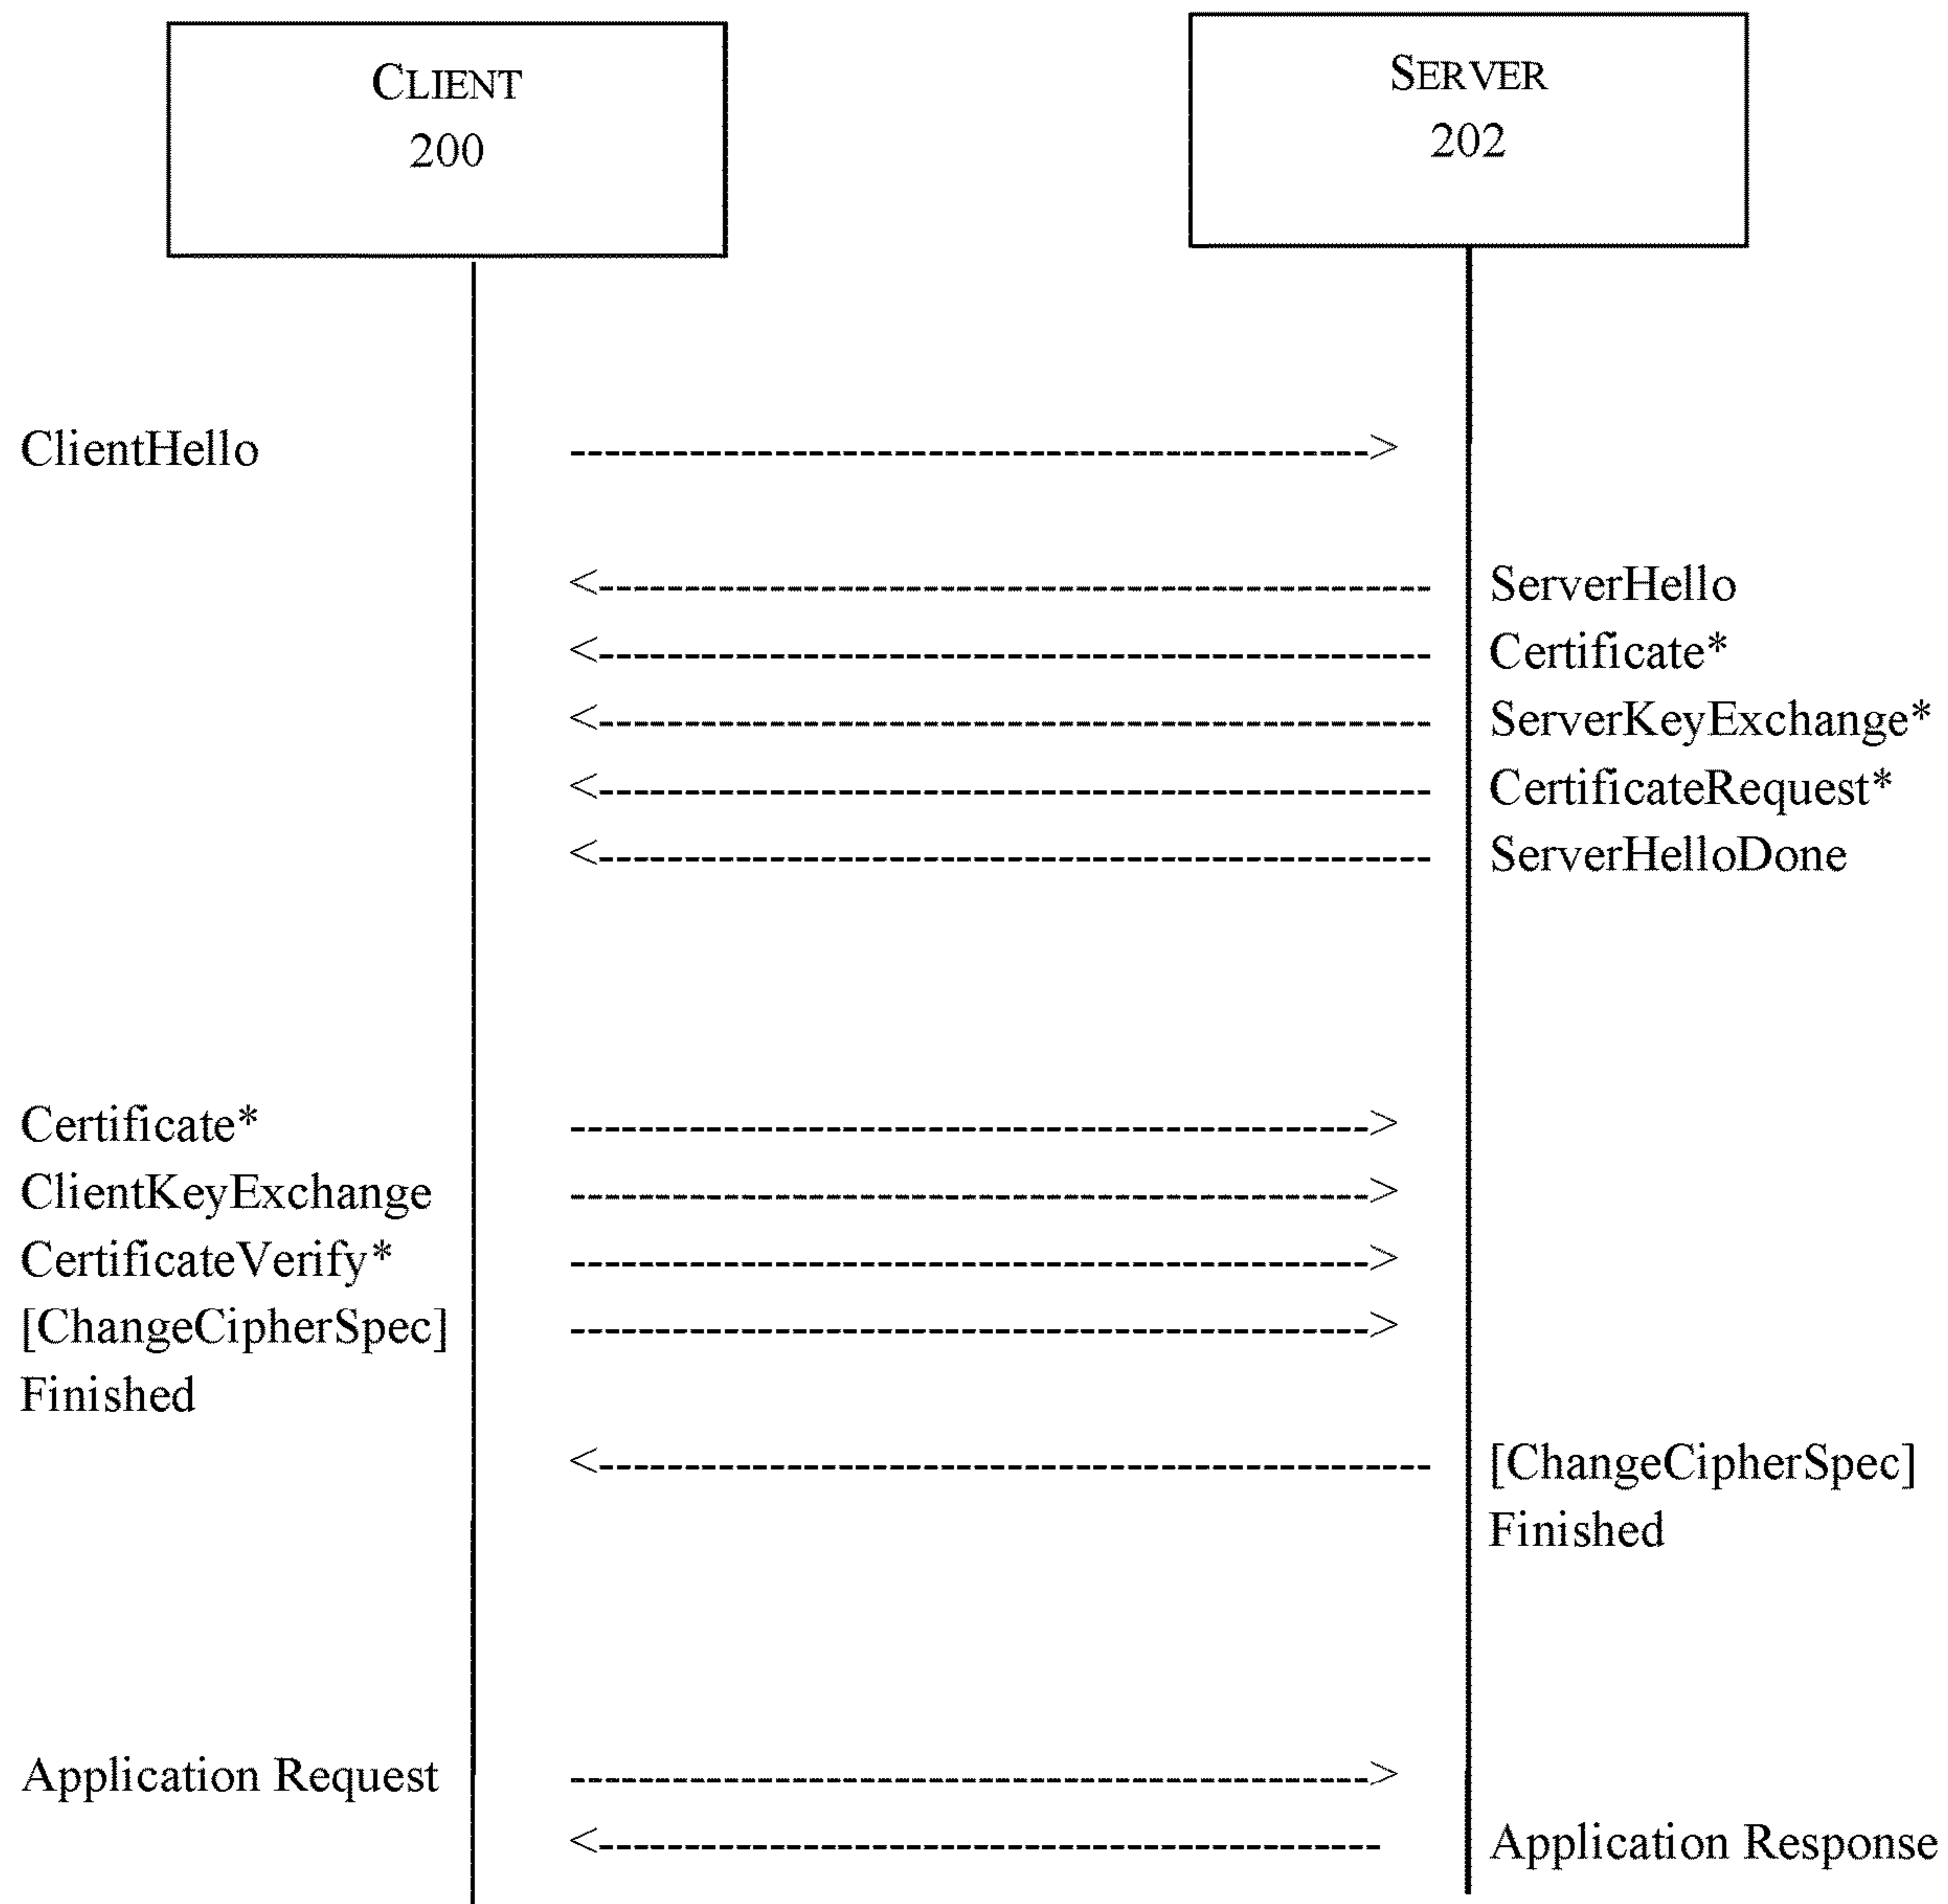 CLIENT
200
SERVER
202
ClientHello
ServerHello
Certificate*
ServerKeyExchange*
CertificateRequest*
ServerHelloDone
Certificate*
ClientKeyExchange
CertificateVerify*
[ChangeCipherSpec]
Finished
[ChangeCipherSpec]
Finished
Application Request
Application Response